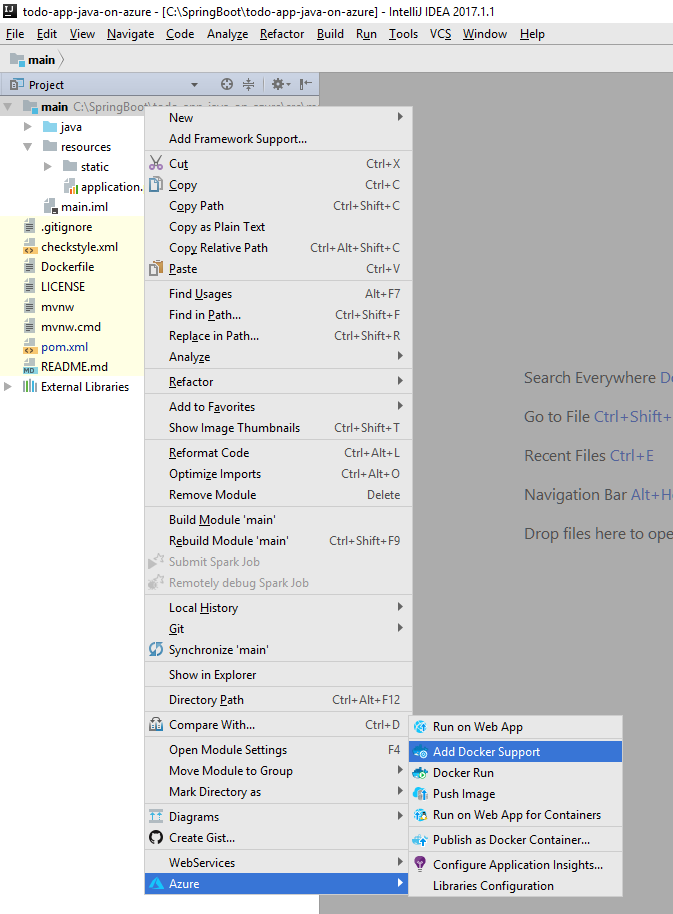 todo-app-java-on-azure - [C:\SpringBoot\todo-app-java-on-azure] - IntelliJ IDEA 2017.1.1
File Edit View Navigate Code Analyze Refactor Build Run Tools VCS Window Help
main
Project
main C:\SpringBoot\todo-app-java-on-azure\src\m
java
resources
static
application.
main.iml
.gitignore
checkstyle.xml
Dockerfile
LICENSE
mvnw
mvnw.cmd
pom.xml
README.md
External Libraries
New
Add Framework Support...
Cut Ctrl+X
Copy Ctrl+C
Copy Path Ctrl+Shift+C
Copy as Plain Text
Copy Relative Path Ctrl+Alt+Shift+C
Paste Ctrl+V
Find Usages Alt+F7
Find in Path... Ctrl+Shift+F
Replace in Path... Ctrl+Shift+R
Analyze
Refactor
Add to Favorites
Show Image Thumbnails Ctrl+Shift+T
Reformat Code Ctrl+Alt+L
Optimize Imports Ctrl+Alt+O
Remove Module Delete
Build Module 'main'
Rebuild Module 'main' Ctrl+Shift+F9
Submit Spark Job
Remotely debug Spark Job
Local History
Git
Synchronize 'main'
Show in Explorer
Directory Path Ctrl+Alt+F12
Compare With... Ctrl+D
Open Module Settings F4
Move Module to Group
Mark Directory as
Diagrams
Create Gist...
WebServices
Azure
Run on Web App
Add Docker Support
Docker Run
Push Image
Run on Web App for Containers
Publish as Docker Container...
Configure Application Insights...
Libraries Configuration
Search Everywhere Do
Go to File Ctrl+Shift+
Recent Files Ctrl+E
Navigation Bar Alt+Ho
Drop files here to ope